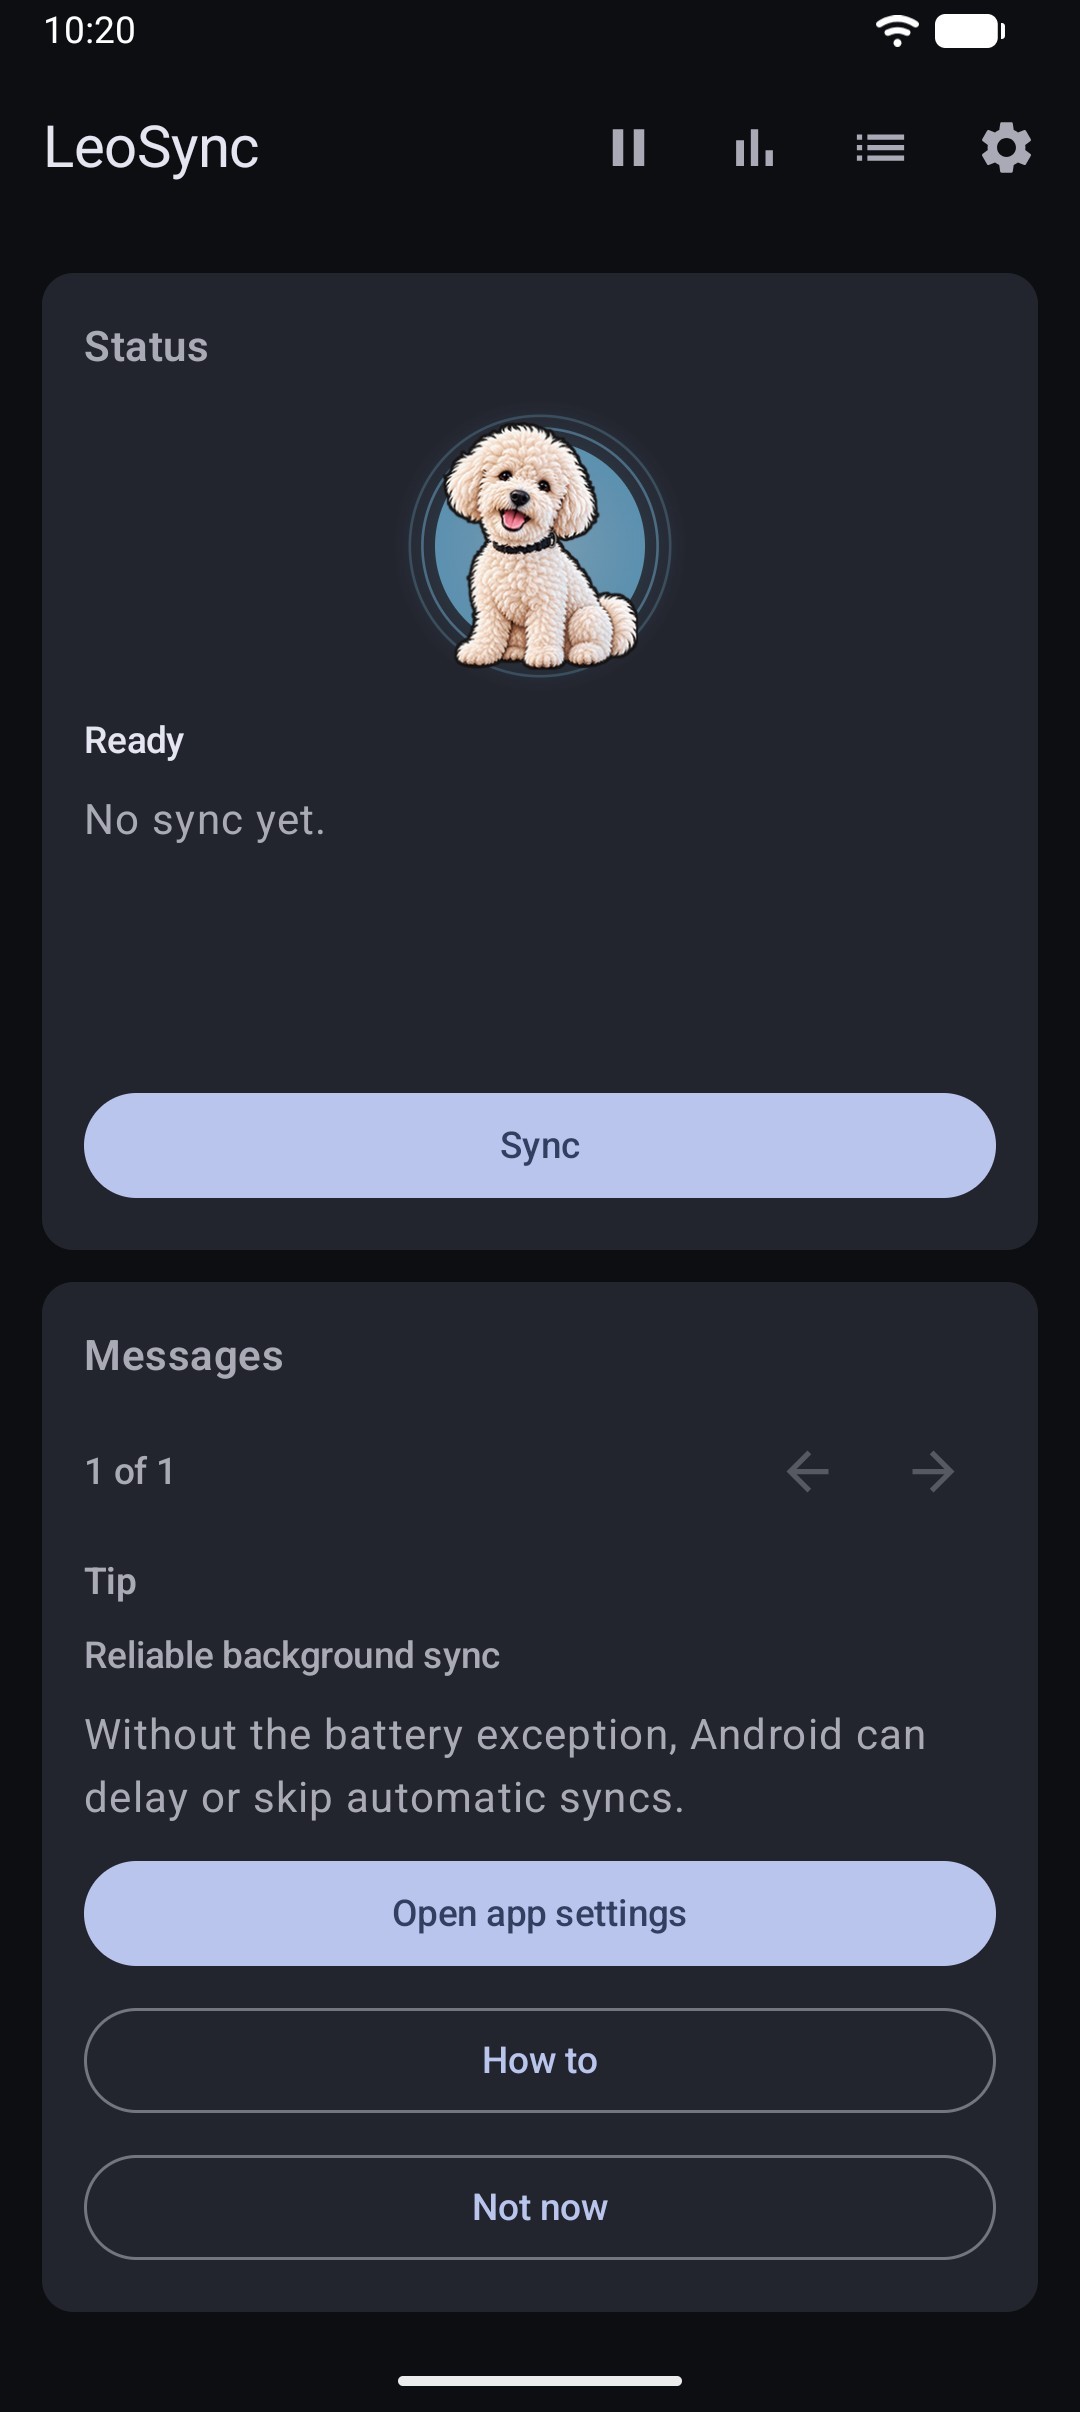 10:20
LeoSync
Status
Ready
No sync yet.
Sync
Messages
1 of 1
Tip
Reliable background sync
Without the battery exception, Android can
delay or skip automatic syncs.
Open app settings
How to
Not now